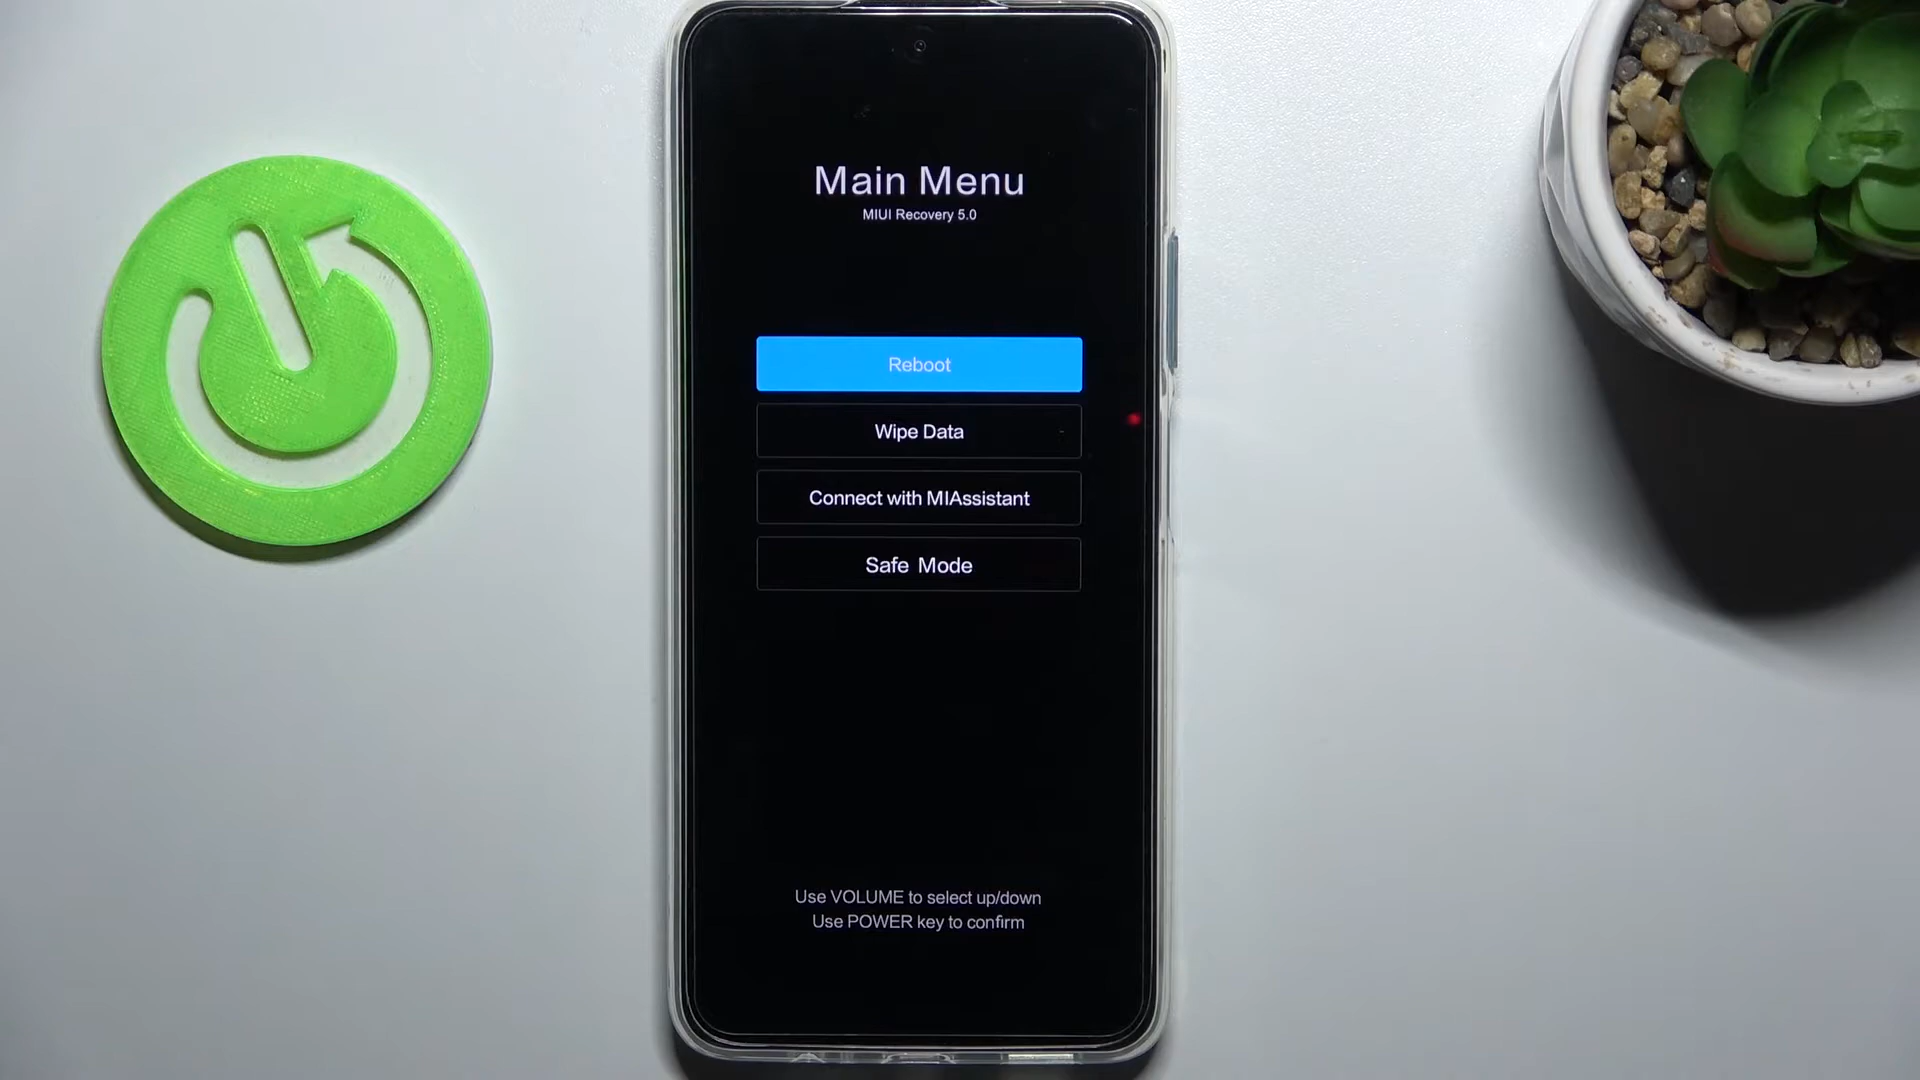 Main Menu
MIUI Recovery 5.0
Reboot
Wipe Data
Connect with MIAssistant
Safe Mode
Use VOLUME to select up/down
Use POWER key to confirm